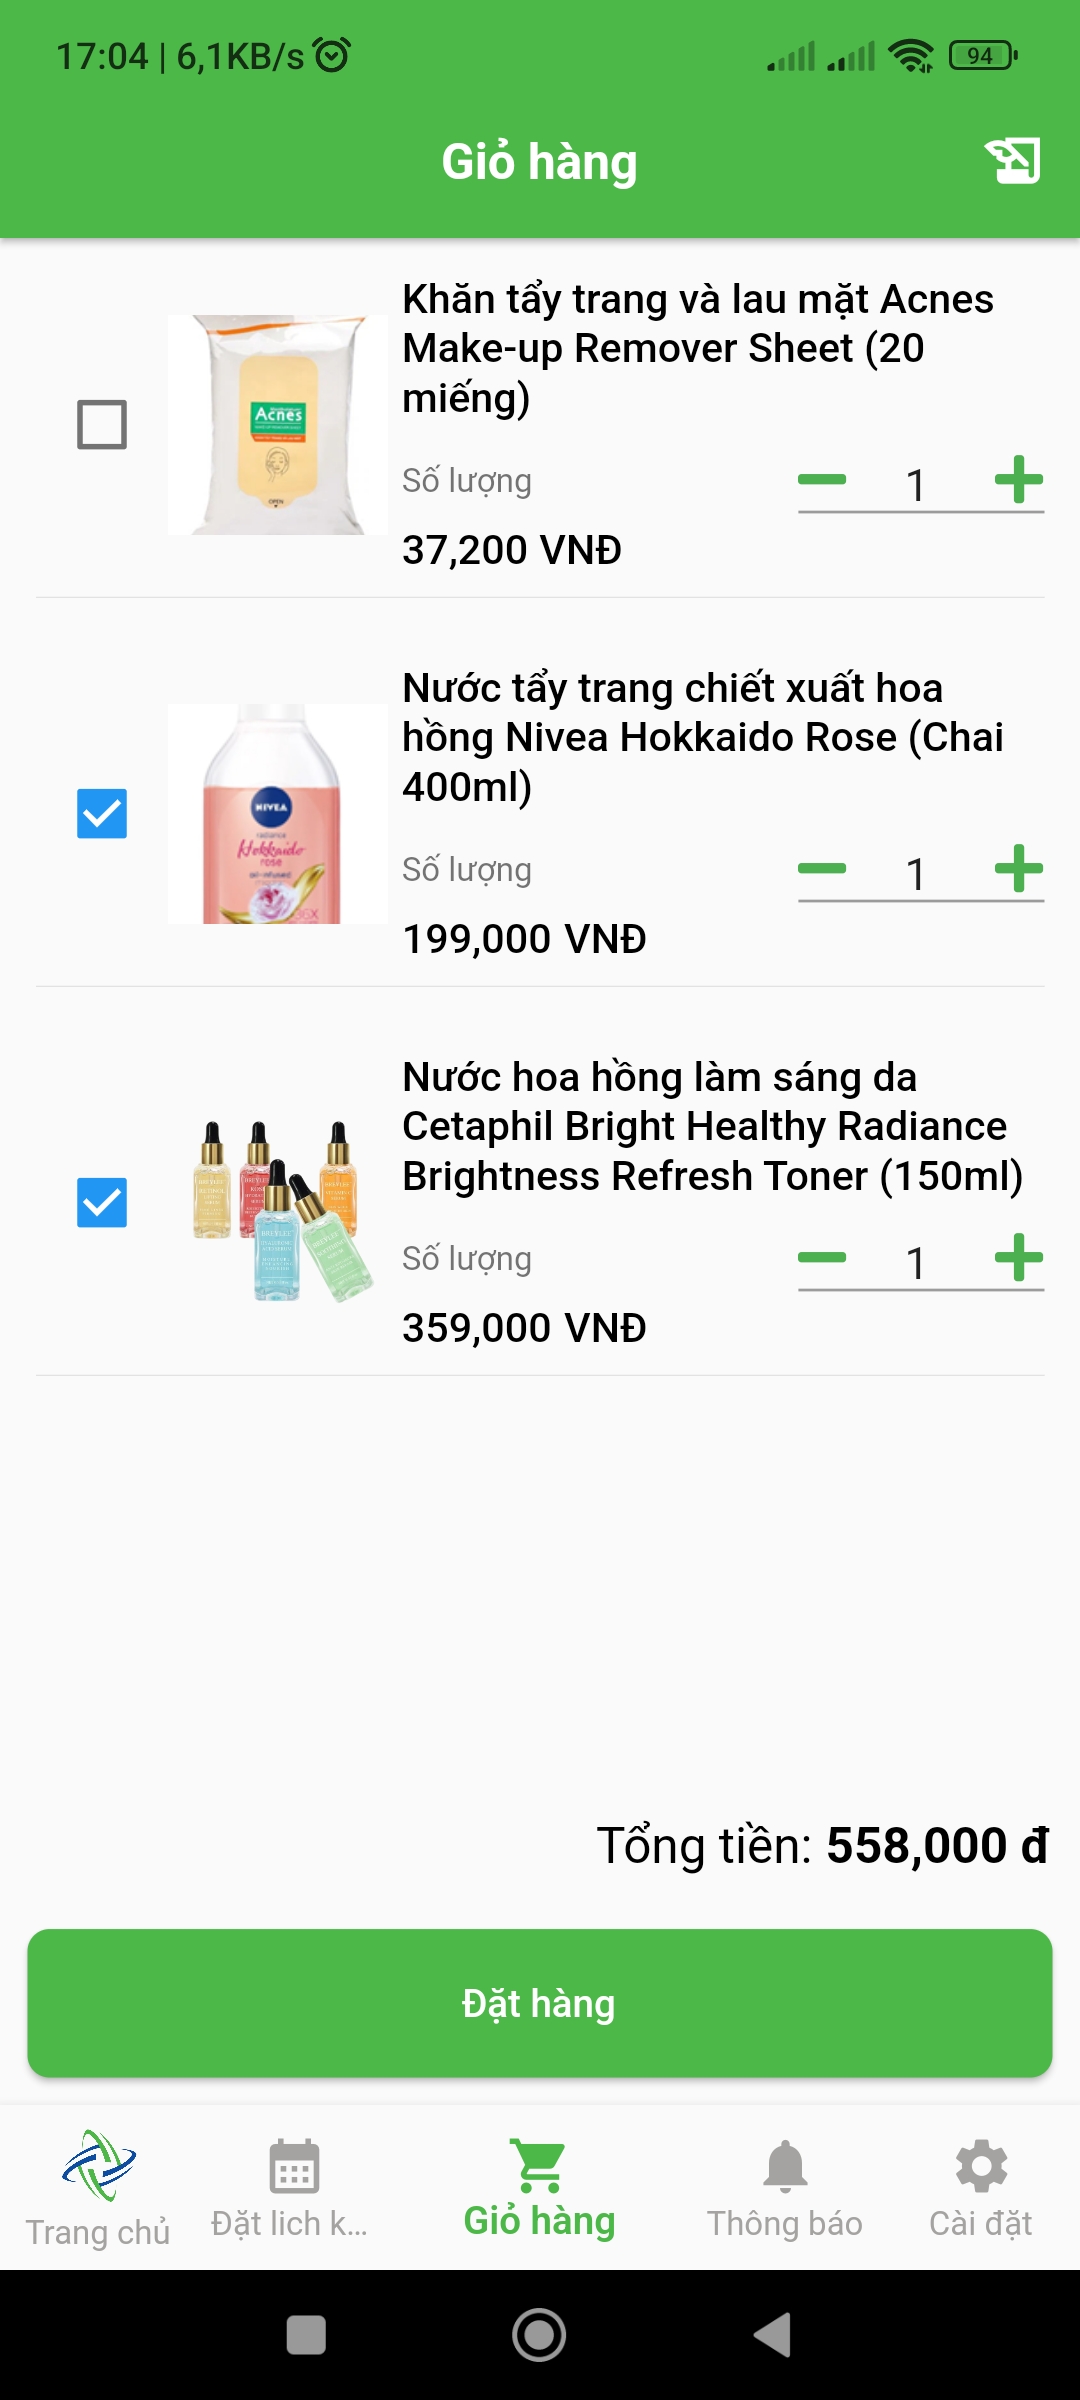 17:04 | 6,1KB/s
94
Giỏ hàng
Khăn tẩy trang và lau mặt Acnes
Make-up Remover Sheet (20
miếng)
Acnes
OPEN
Số lượng
1
37,200 VNĐ
Nước tẩy trang chiết xuất hoa
hồng Nivea Hokkaido Rose (Chai
400ml)
NIVEA
radiance
Hokkaido
rose
oil-infused
Số lượng
1
199,000 VNĐ
Nước hoa hồng làm sáng da
Cetaphil Bright Healthy Radiance
Brightness Refresh Toner (150ml)
Số lượng
1
359,000 VNĐ
Tổng tiền: 558,000 đ
Đặt hàng
Trang chủ
Đặt lich k...
Giỏ hàng
Thông báo
Cài đặt